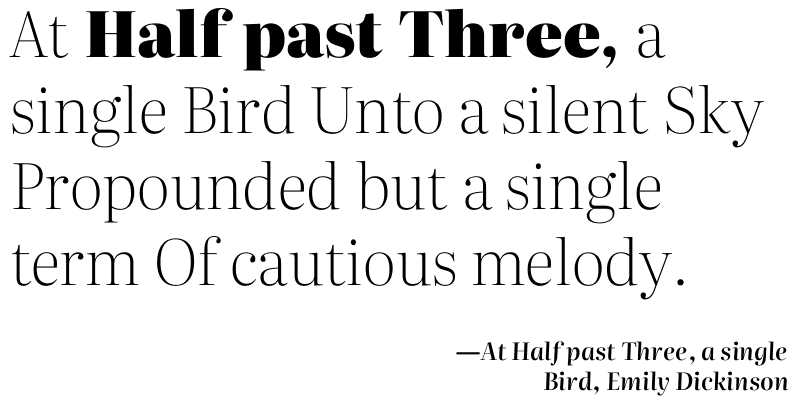 At Half past Three, a
single Bird Unto a silent Sky
Propounded but a single
term Of cautious melody.
—At Half past Three, a single
Bird, Emily Dickinson